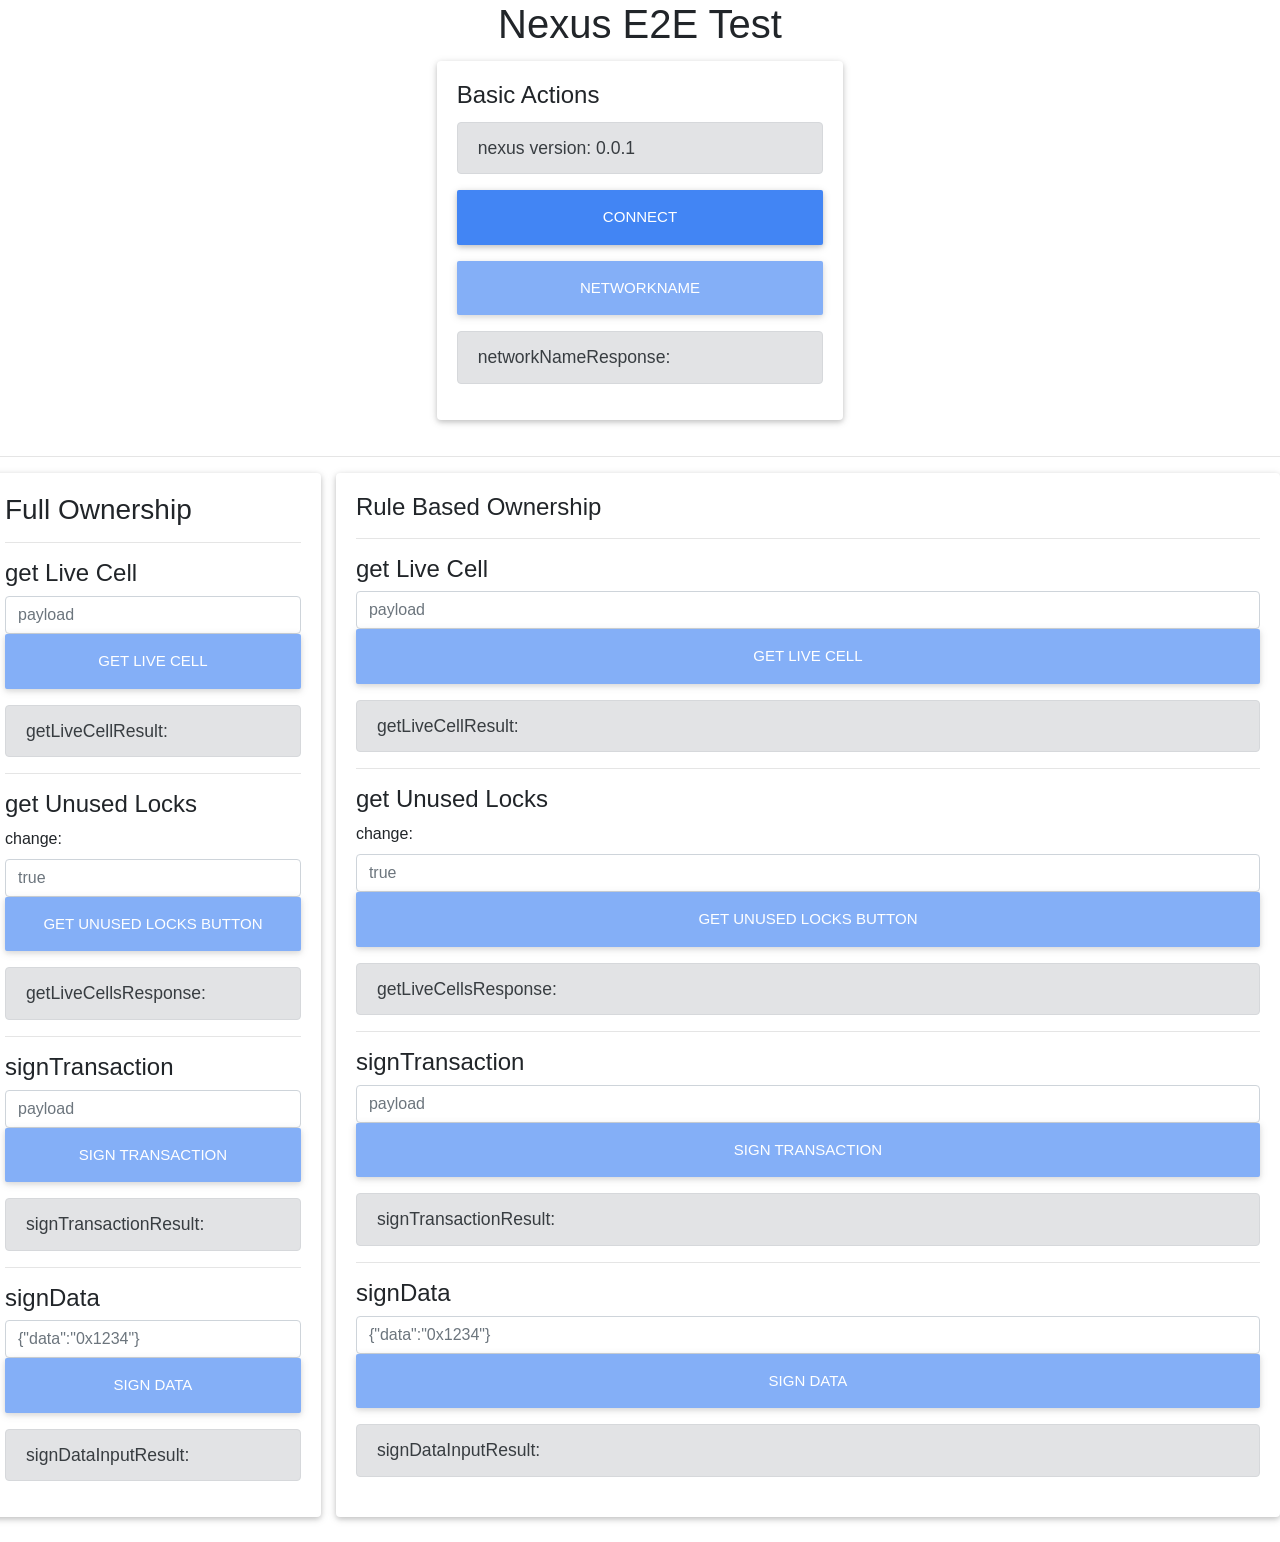 Nexus E2E Test
Basic Actions
nexus version: 0.0.1
CONNECT
NETWORKNAME
networkNameResponse:
Full Ownership
get Live Cell
payload
GET LIVE CELL
getLiveCellResult:
get Unused Locks
change:
true
GET UNUSED LOCKS BUTTON
getLiveCellsResponse:
signTransaction
payload
SIGN TRANSACTION
signTransactionResult:
signData
{"data":"0x1234"}
SIGN DATA
signDataInputResult:
Rule Based Ownership
get Live Cell
payload
GET LIVE CELL
getLiveCellResult:
get Unused Locks
change:
true
GET UNUSED LOCKS BUTTON
getLiveCellsResponse:
signTransaction
payload
SIGN TRANSACTION
signTransactionResult:
signData
{"data":"0x1234"}
SIGN DATA
signDataInputResult: